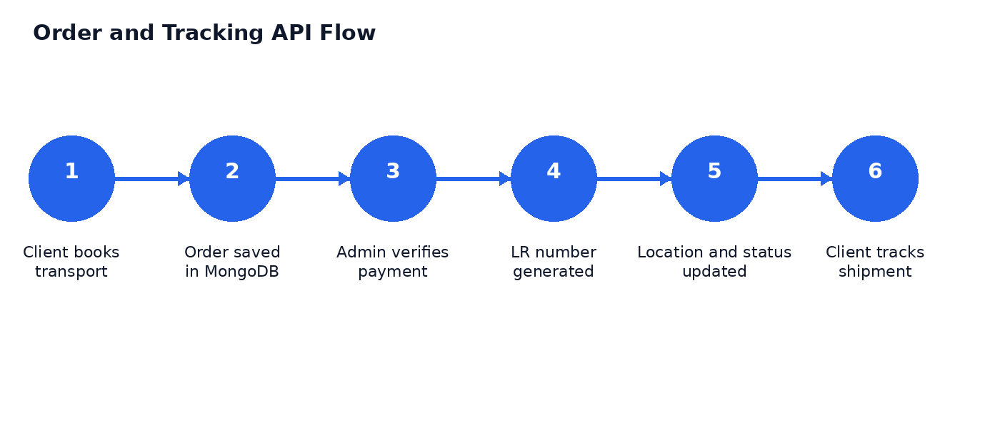 Order and Tracking API Flow
1
2
3
4
5
6
Client books
transport
Order saved
in MongoDB
Admin verifies
payment
LR number
generated
Location and status
updated
Client tracks
shipment